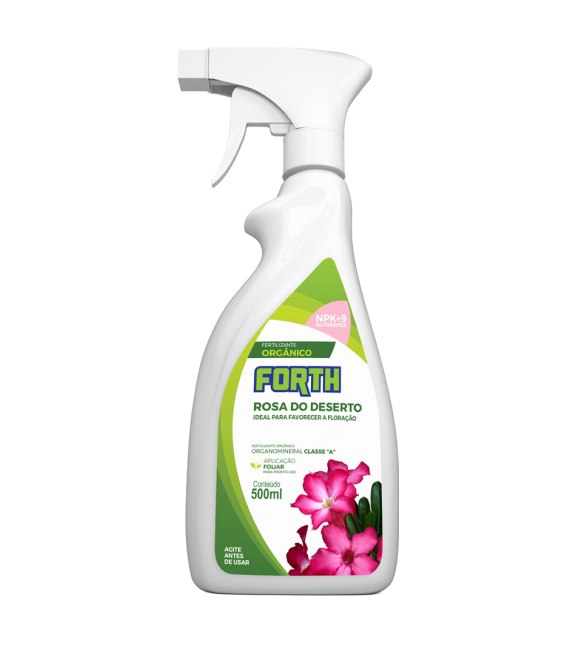 NPK+9
NUTRIENTES
FERTILIZANTE
ORGÂNICO
FORTH
ROSA DO DESERTO
IDEAL PARA FAVORECER A FLORAÇÃO
FERTILIZANTE ORGÂNICO
ORGANOMINERAL CLASSE "A"
APLICAÇÃO
FOLIAR
PARA PRONTO USO
Conteúdo
500ml
AGITE
ANTES
DE USAR